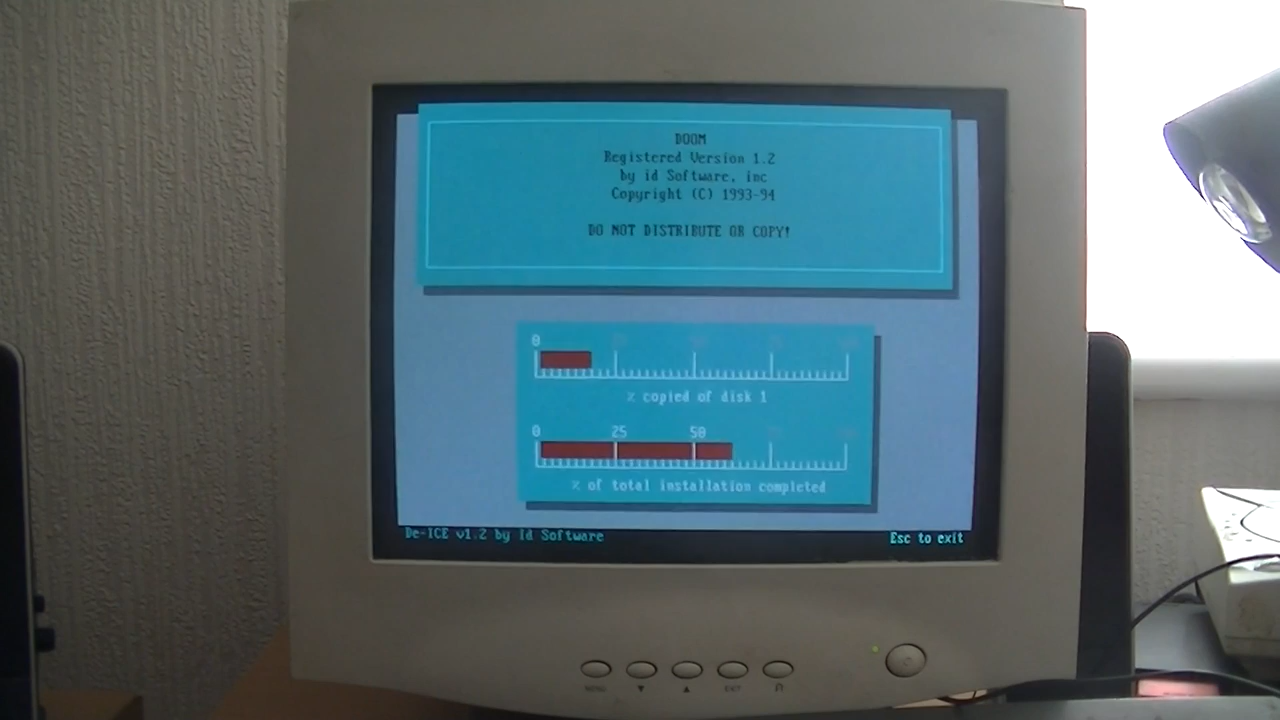 DOOM
Registered Version 1.2
by id Software, inc
Copyright (C) 1993-94
DO NOT DISTRIBUTE OR COPY!
0
% copied of disk 1
0 25 50
% of total installation completed
De-ICE v1.2 by Id Software Esc to exit
MENU ▼ ▲ EXIT